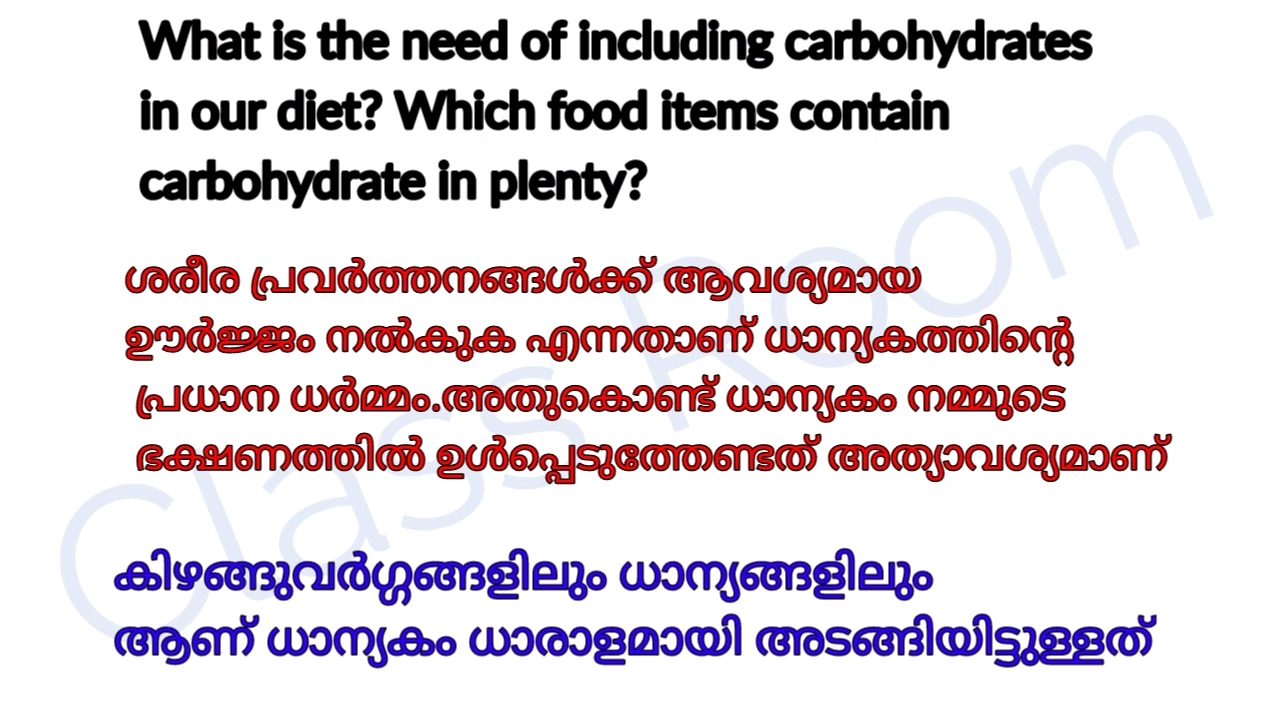 What is the need of including carbohydrates
in our diet? Which food items contain
carbohydrate in plenty?
ശരീര പ്രവർത്തനങ്ങൾക്ക് ആവശ്യമായ
ഊർജ്ജം നൽകുക എന്നതാണ് ധാന്യകത്തിന്റെ
പ്രധാന ധർമ്മം.അതുകൊണ്ട് ധാന്യകം നമ്മുടെ
ഭക്ഷണത്തിൽ ഉൾപ്പെടുത്തേണ്ടത് അത്യാവശ്യമാണ്
കിഴങ്ങുവർഗ്ഗങ്ങളിലും ധാന്യങ്ങളിലും
ആണ് ധാന്യകം ധാരാളമായി അടങ്ങിയിട്ടുള്ളത്
Class Room